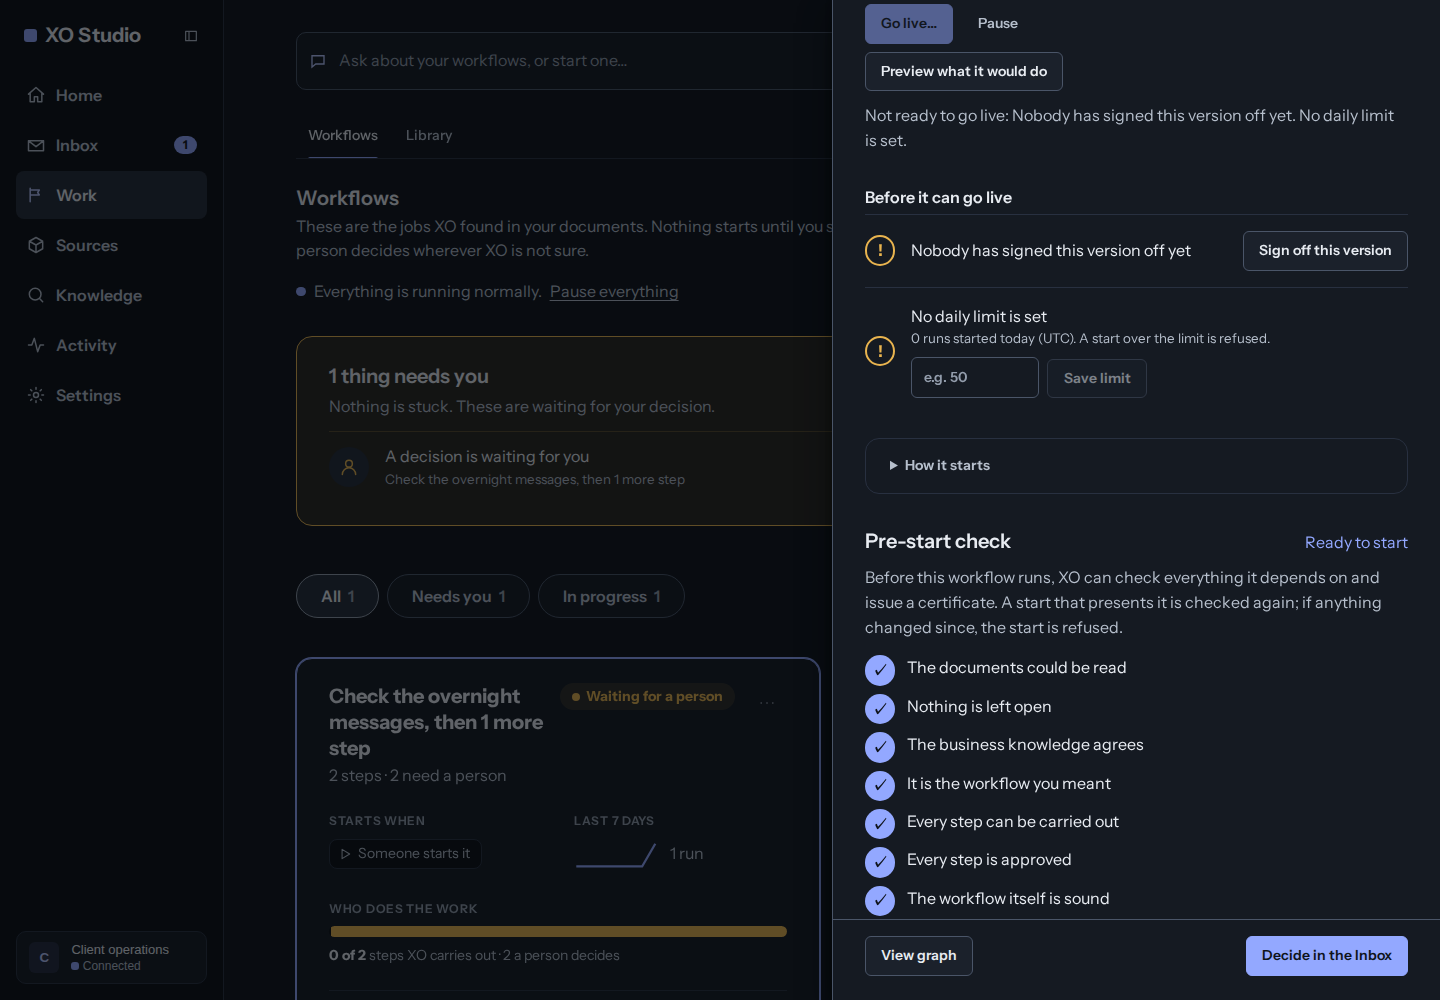 XO Studio
Home
Inbox
1
Work
Sources
Knowledge
Activity
Settings
C
Client operations
Connected
Ask about your workflows, or start one...
Workflows
Library
Workflows
These are the jobs XO found in your documents. Nothing starts until you s
person decides wherever XO is not sure.
Everything is running normally. Pause everything
1 thing needs you
Nothing is stuck. These are waiting for your decision.
A decision is waiting for you
Check the overnight messages, then 1 more step
All 1
Needs you 1
In progress 1
Check the overnight
messages, then 1 more
step
Waiting for a person
...
2 steps · 2 need a person
STARTS WHEN
LAST 7 DAYS
Someone starts it
1 run
WHO DOES THE WORK
0 of 2 steps XO carries out · 2 a person decides
Go live...
Pause
Preview what it would do
Not ready to go live: Nobody has signed this version off yet. No daily limit
is set.
Before it can go live
!
Nobody has signed this version off yet
Sign off this version
!
No daily limit is set
0 runs started today (UTC). A start over the limit is refused.
e.g. 50
Save limit
How it starts
Pre-start check
Ready to start
Before this workflow runs, XO can check everything it depends on and
issue a certificate. A start that presents it is checked again; if anything
changed since, the start is refused.
✓ The documents could be read
✓ Nothing is left open
✓ The business knowledge agrees
✓ It is the workflow you meant
✓ Every step can be carried out
✓ Every step is approved
✓ The workflow itself is sound
View graph
Decide in the Inbox